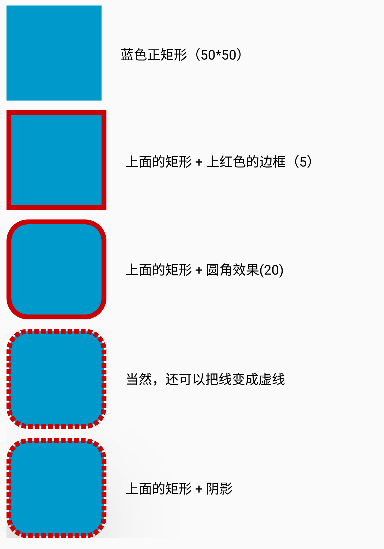 蓝色正矩形（50*50）
上面的矩形 + 上红色的边框（5）
上面的矩形 + 圆角效果(20)
当然，还可以把线变成虚线
上面的矩形 + 阴影